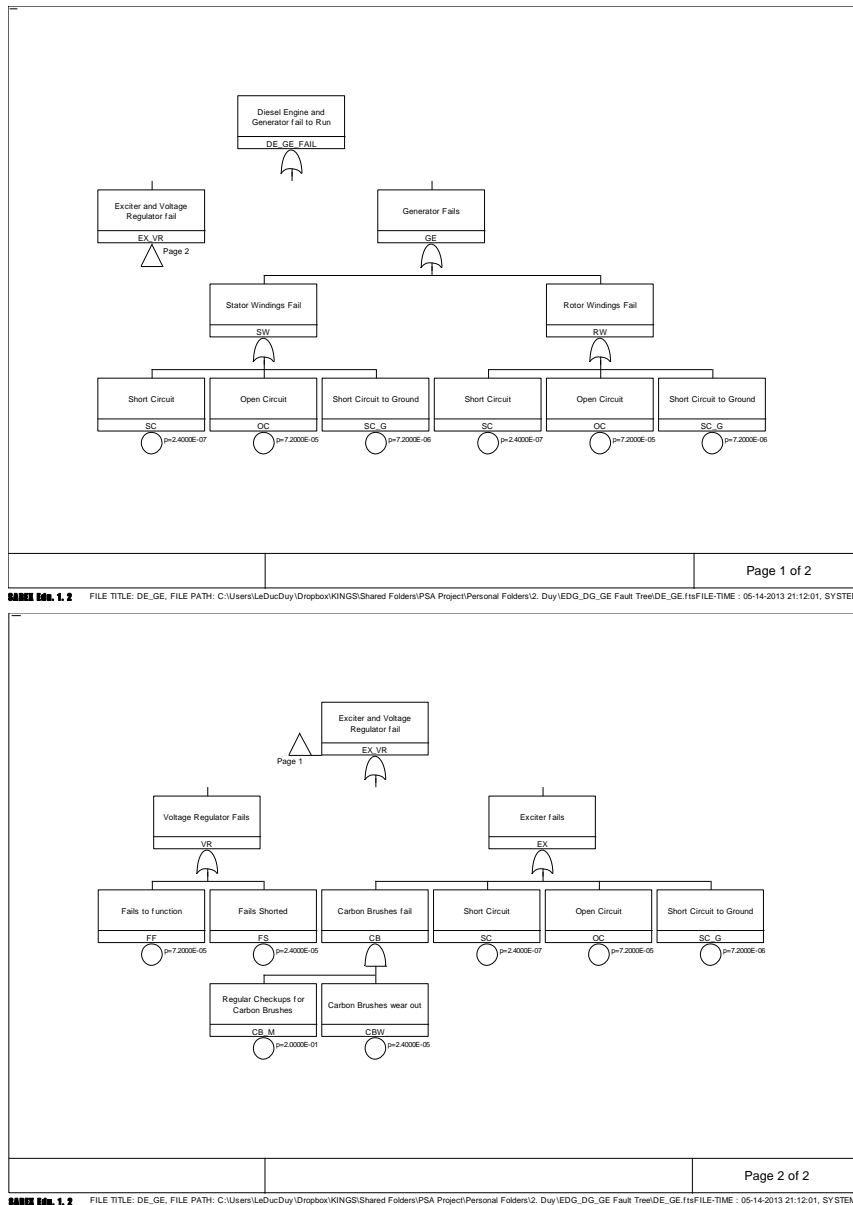 Diesel Engine and
Generator fail to Run
DE_GE_FAIL
Exciter and Voltage
Regulator fail
EX_VR
Page 2
Generator Fails
GE
Stator Windings Fail
SW
Rotor Windings Fail
RW
Short Circuit
SC
p=2.4000E-07
Open Circuit
OC
p=7.2000E-05
Short Circuit to Ground
SC_G
p=7.2000E-06
Short Circuit
SC
p=2.4000E-07
Open Circuit
OC
p=7.2000E-05
Short Circuit to Ground
SC_G
p=7.2000E-06
Page 1 of 2
SAREX Edu. 1. 2 FILE TITLE: DE_GE, FILE PATH: C:\Users\LeDucDuy\Dropbox\KINGS\Shared Folders\PSA Project\Personal Folders\2. Duy\EDG_DG_GE Fault Tree\DE_GE.ftsFILE-TIME : 05-14-2013 21:12:01, SYSTEM
Exciter and Voltage
Regulator fail
EX_VR
Page 1
Voltage Regulator Fails
VR
Exciter fails
EX
Fails to function
FF
p=7.2000E-05
Fails Shorted
FS
p=2.4000E-05
Carbon Brushes fail
CB
Short Circuit
SC
p=2.4000E-07
Open Circuit
OC
p=7.2000E-05
Short Circuit to Ground
SC_G
p=7.2000E-06
Regular Checkups for
Carbon Brushes
CB_M
p=2.0000E-01
Carbon Brushes wear out
CBW
p=2.4000E-05
Page 2 of 2
SAREX Edu. 1. 2 FILE TITLE: DE_GE, FILE PATH: C:\Users\LeDucDuy\Dropbox\KINGS\Shared Folders\PSA Project\Personal Folders\2. Duy\EDG_DG_GE Fault Tree\DE_GE.ftsFILE-TIME : 05-14-2013 21:12:01, SYSTEM